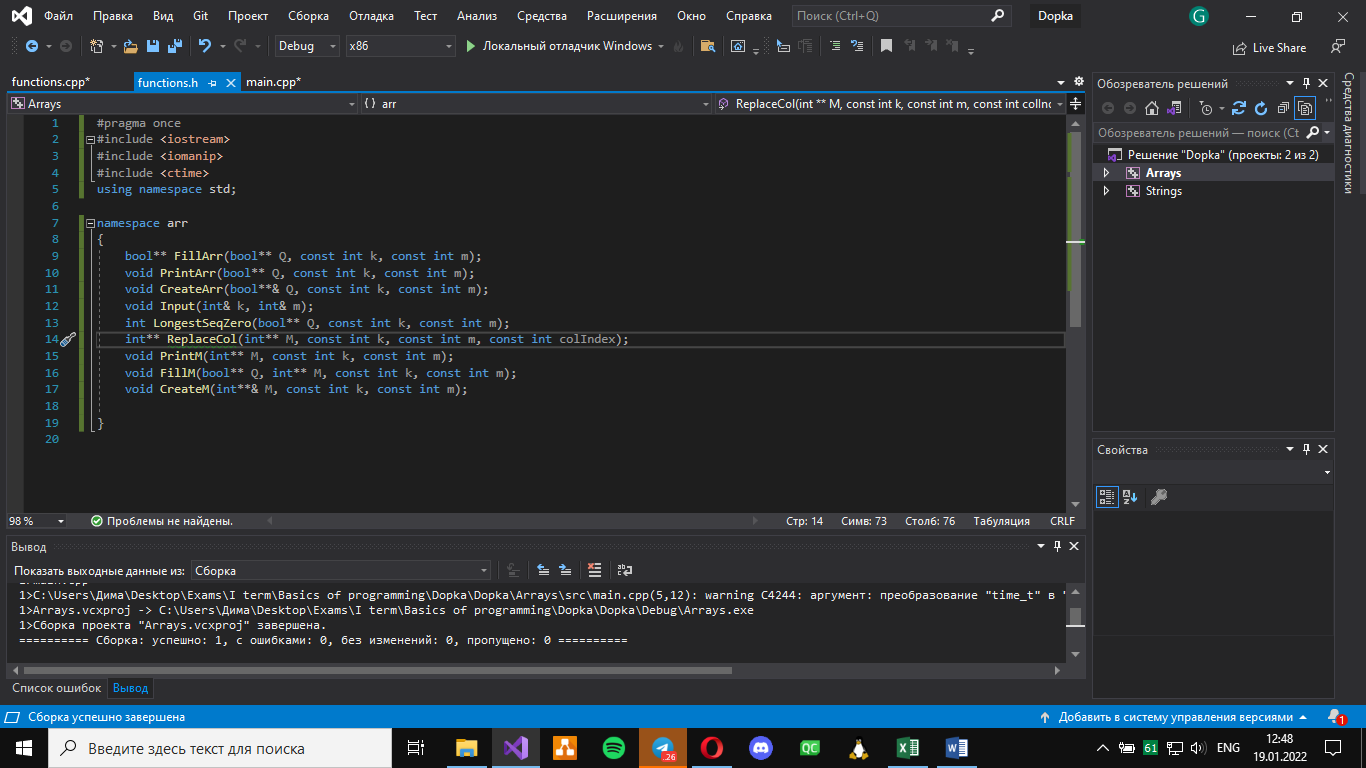 Файл Правка Вид Git Проект Сборка Отладка Тест Анализ Средства Расширения Окно Справка Поиск (Ctrl+Q) Dopka G
Debug x86 Локальный отладчик Windows Live Share
functions.cpp* functions.h main.cpp*
Arrays {} arr ReplaceCol(int ** M, const int k, const int m, const int colInd
1 #pragma once
2 #include <iostream>
3 #include <iomanip>
4 #include <ctime>
5 using namespace std;
6
7 namespace arr
8 {
9 bool** FillArr(bool** Q, const int k, const int m);
10 void PrintArr(bool** Q, const int k, const int m);
11 void CreateArr(bool**& Q, const int k, const int m);
12 void Input(int& k, int& m);
13 int LongestSeqZero(bool** Q, const int k, const int m);
14 int** ReplaceCol(int** M, const int k, const int m, const int colIndex);
15 void PrintM(int** M, const int k, const int m);
16 void FillM(bool** Q, int** M, const int k, const int m);
17 void CreateM(int**& M, const int k, const int m);
18
19 }
20
98 % Проблемы не найдены. Стр: 14 Симв: 73 Столб: 76 Табуляция CRLF
Вывод
Показать выходные данные из: Сборка
1>C:\Users\Дима\Desktop\Exams\I term\Basics of programming\Dopka\Dopka\Arrays\src\main.cpp(5,12): warning C4244: аргумент: преобразование "time_t" в "
1>Arrays.vcxproj -> C:\Users\Дима\Desktop\Exams\I term\Basics of programming\Dopka\Dopka\Debug\Arrays.exe
1>Сборка проекта "Arrays.vcxproj" завершена.
========== Сборка: успешно: 1, с ошибками: 0, без изменений: 0, пропущено: 0 ==========
Список ошибок Вывод
Обозреватель решений
Обозреватель решений — поиск (Ct
Решение "Dopka" (проекты: 2 из 2)
Arrays
Strings
Свойства
Средства диагностики
Сборка успешно завершена Добавить в систему управления версиями 1
Введите здесь текст для поиска 26 QC 61 ENG 12:48
19.01.2022